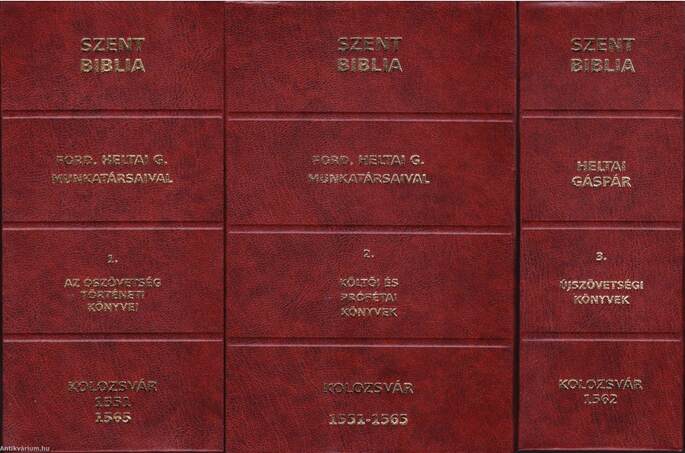 SZENT
BIBLIA
FORD. HELTAI G.
MUNKATÁRSAIVAL
1.
AZ ÓSZÖVETSÉG
TÖRTÉNETI
KÖNYVEI
KOLOZSVÁR
1551
1565
SZENT
BIBLIA
FORD. HELTAI G.
MUNKATÁRSAIVAL
2.
KÖLTŐI ÉS
PRÓFÉTAI
KÖNYVEK
KOLOZSVÁR
1551-1565
SZENT
BIBLIA
HELTAI
GÁSPÁR
3.
ÚJSZÖVETSÉGI
KÖNYVEK
KOLOZSVÁR
1562
Antikvárium.hu